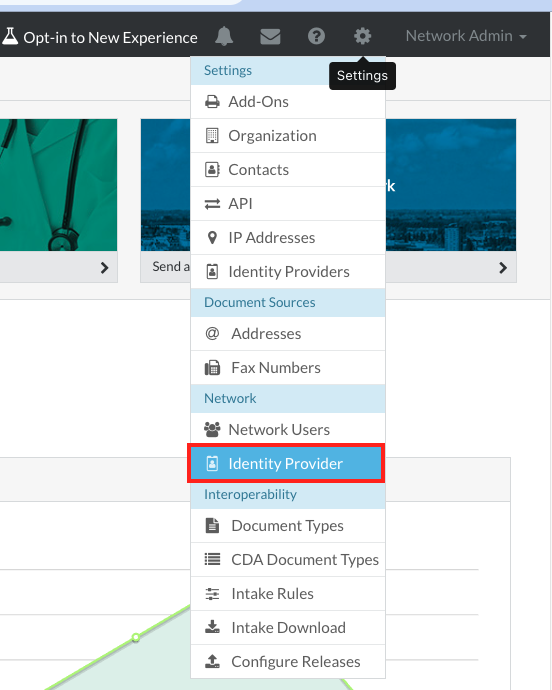 Opt-in to New Experience
Network Admin
Settings
Settings
Add-Ons
Organization
Contacts
API
IP Addresses
Identity Providers
Document Sources
@ Addresses
Fax Numbers
Network
Network Users
Identity Provider
Interoperability
Document Types
CDA Document Types
Intake Rules
Intake Download
Configure Releases
Send a